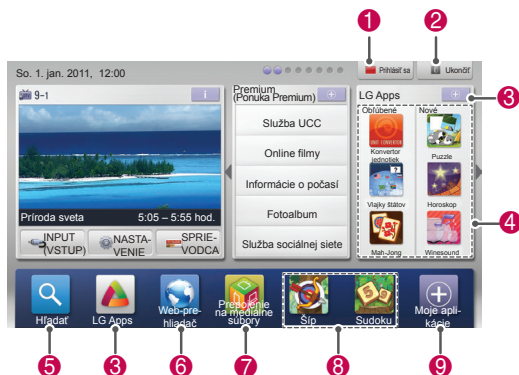 1
2
So. 1. jan. 2011, 12:00
Prihlásiť sa
Ukončiť
9-1
i
Premium
(Ponuka Premium)
LG Apps
3
Obľúbené
Nové
Služba UCC
Online filmy
Informácie o počasí
Fotoalbum
Služba sociálnej siete
UNIT CONVERTER
Konvertor
jednotiek
Puzzle
Vlajky štátov
Horoskop
Mah-Jong
Winesound
4
Príroda sveta
5:05 – 5:55 hod.
INPUT
(VSTUP)
NASTA-
VENIE
SPRIE-
VODCA
Hľadať
LG Apps
Web-pre-
hliadač
Prepojenie
na mediálne
súbory
Šíp
Sudoku
Moje apli-
kácie
5
3
6
7
8
9